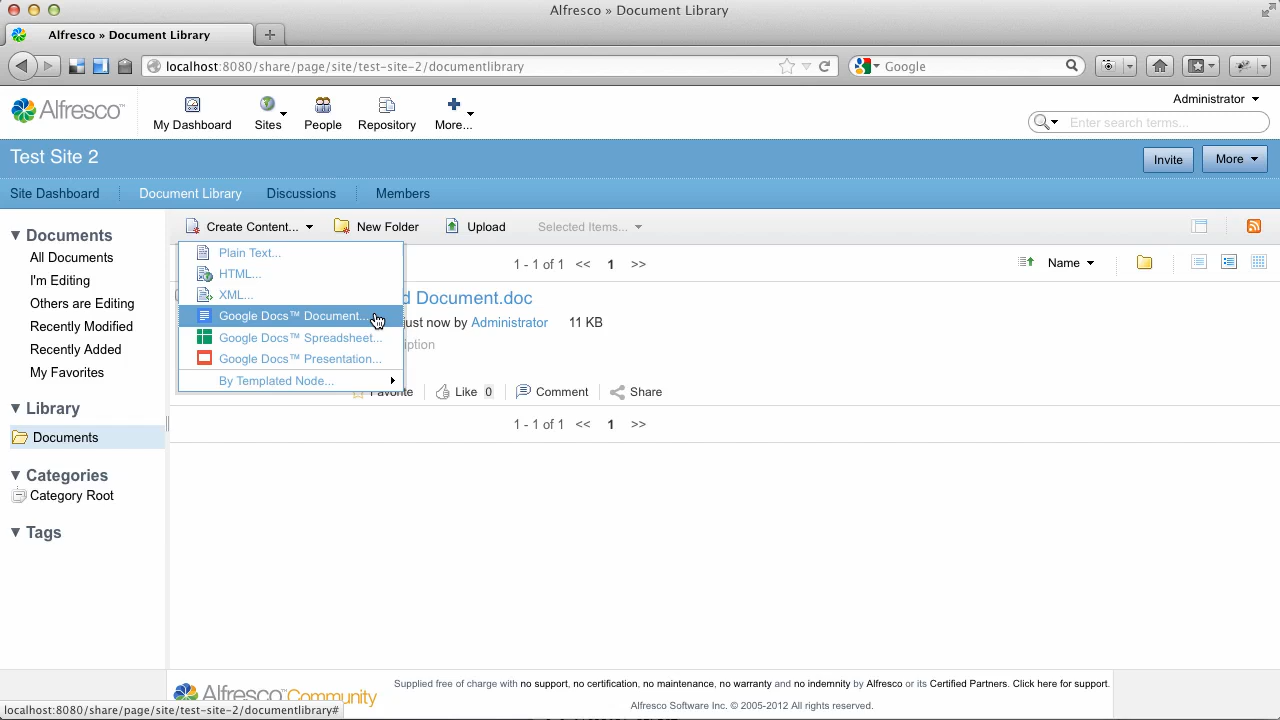 Alfresco » Document Library
Alfresco » Document Library
localhost:8080/share/page/site/test-site-2/documentlibrary
Google
Alfresco™
My Dashboard
Sites
People
Repository
More...
Administrator
Enter search terms...
Test Site 2
Invite
More
Site Dashboard
Document Library
Discussions
Members
Documents
All Documents
I'm Editing
Others are Editing
Recently Modified
Recently Added
My Favorites
Library
Documents
Categories
Category Root
Tags
Create Content...
New Folder
Upload
Selected Items...
Plain Text...
HTML...
XML...
Google Docs™ Document...
Google Docs™ Spreadsheet...
Google Docs™ Presentation...
By Templated Node...
1 - 1 of 1 << 1 >>
Name
d Document.doc
just now by Administrator 11 KB
ription
Favorite
Like 0
Comment
Share
1 - 1 of 1 << 1 >>
Alfresco Community
Supplied free of charge with no support, no certification, no maintenance, no warranty and no indemnity by Alfresco or its Certified Partners. Click here for support.
Alfresco Software Inc. © 2005-2012 All rights reserved.
localhost:8080/share/page/site/test-site-2/documentlibrary#